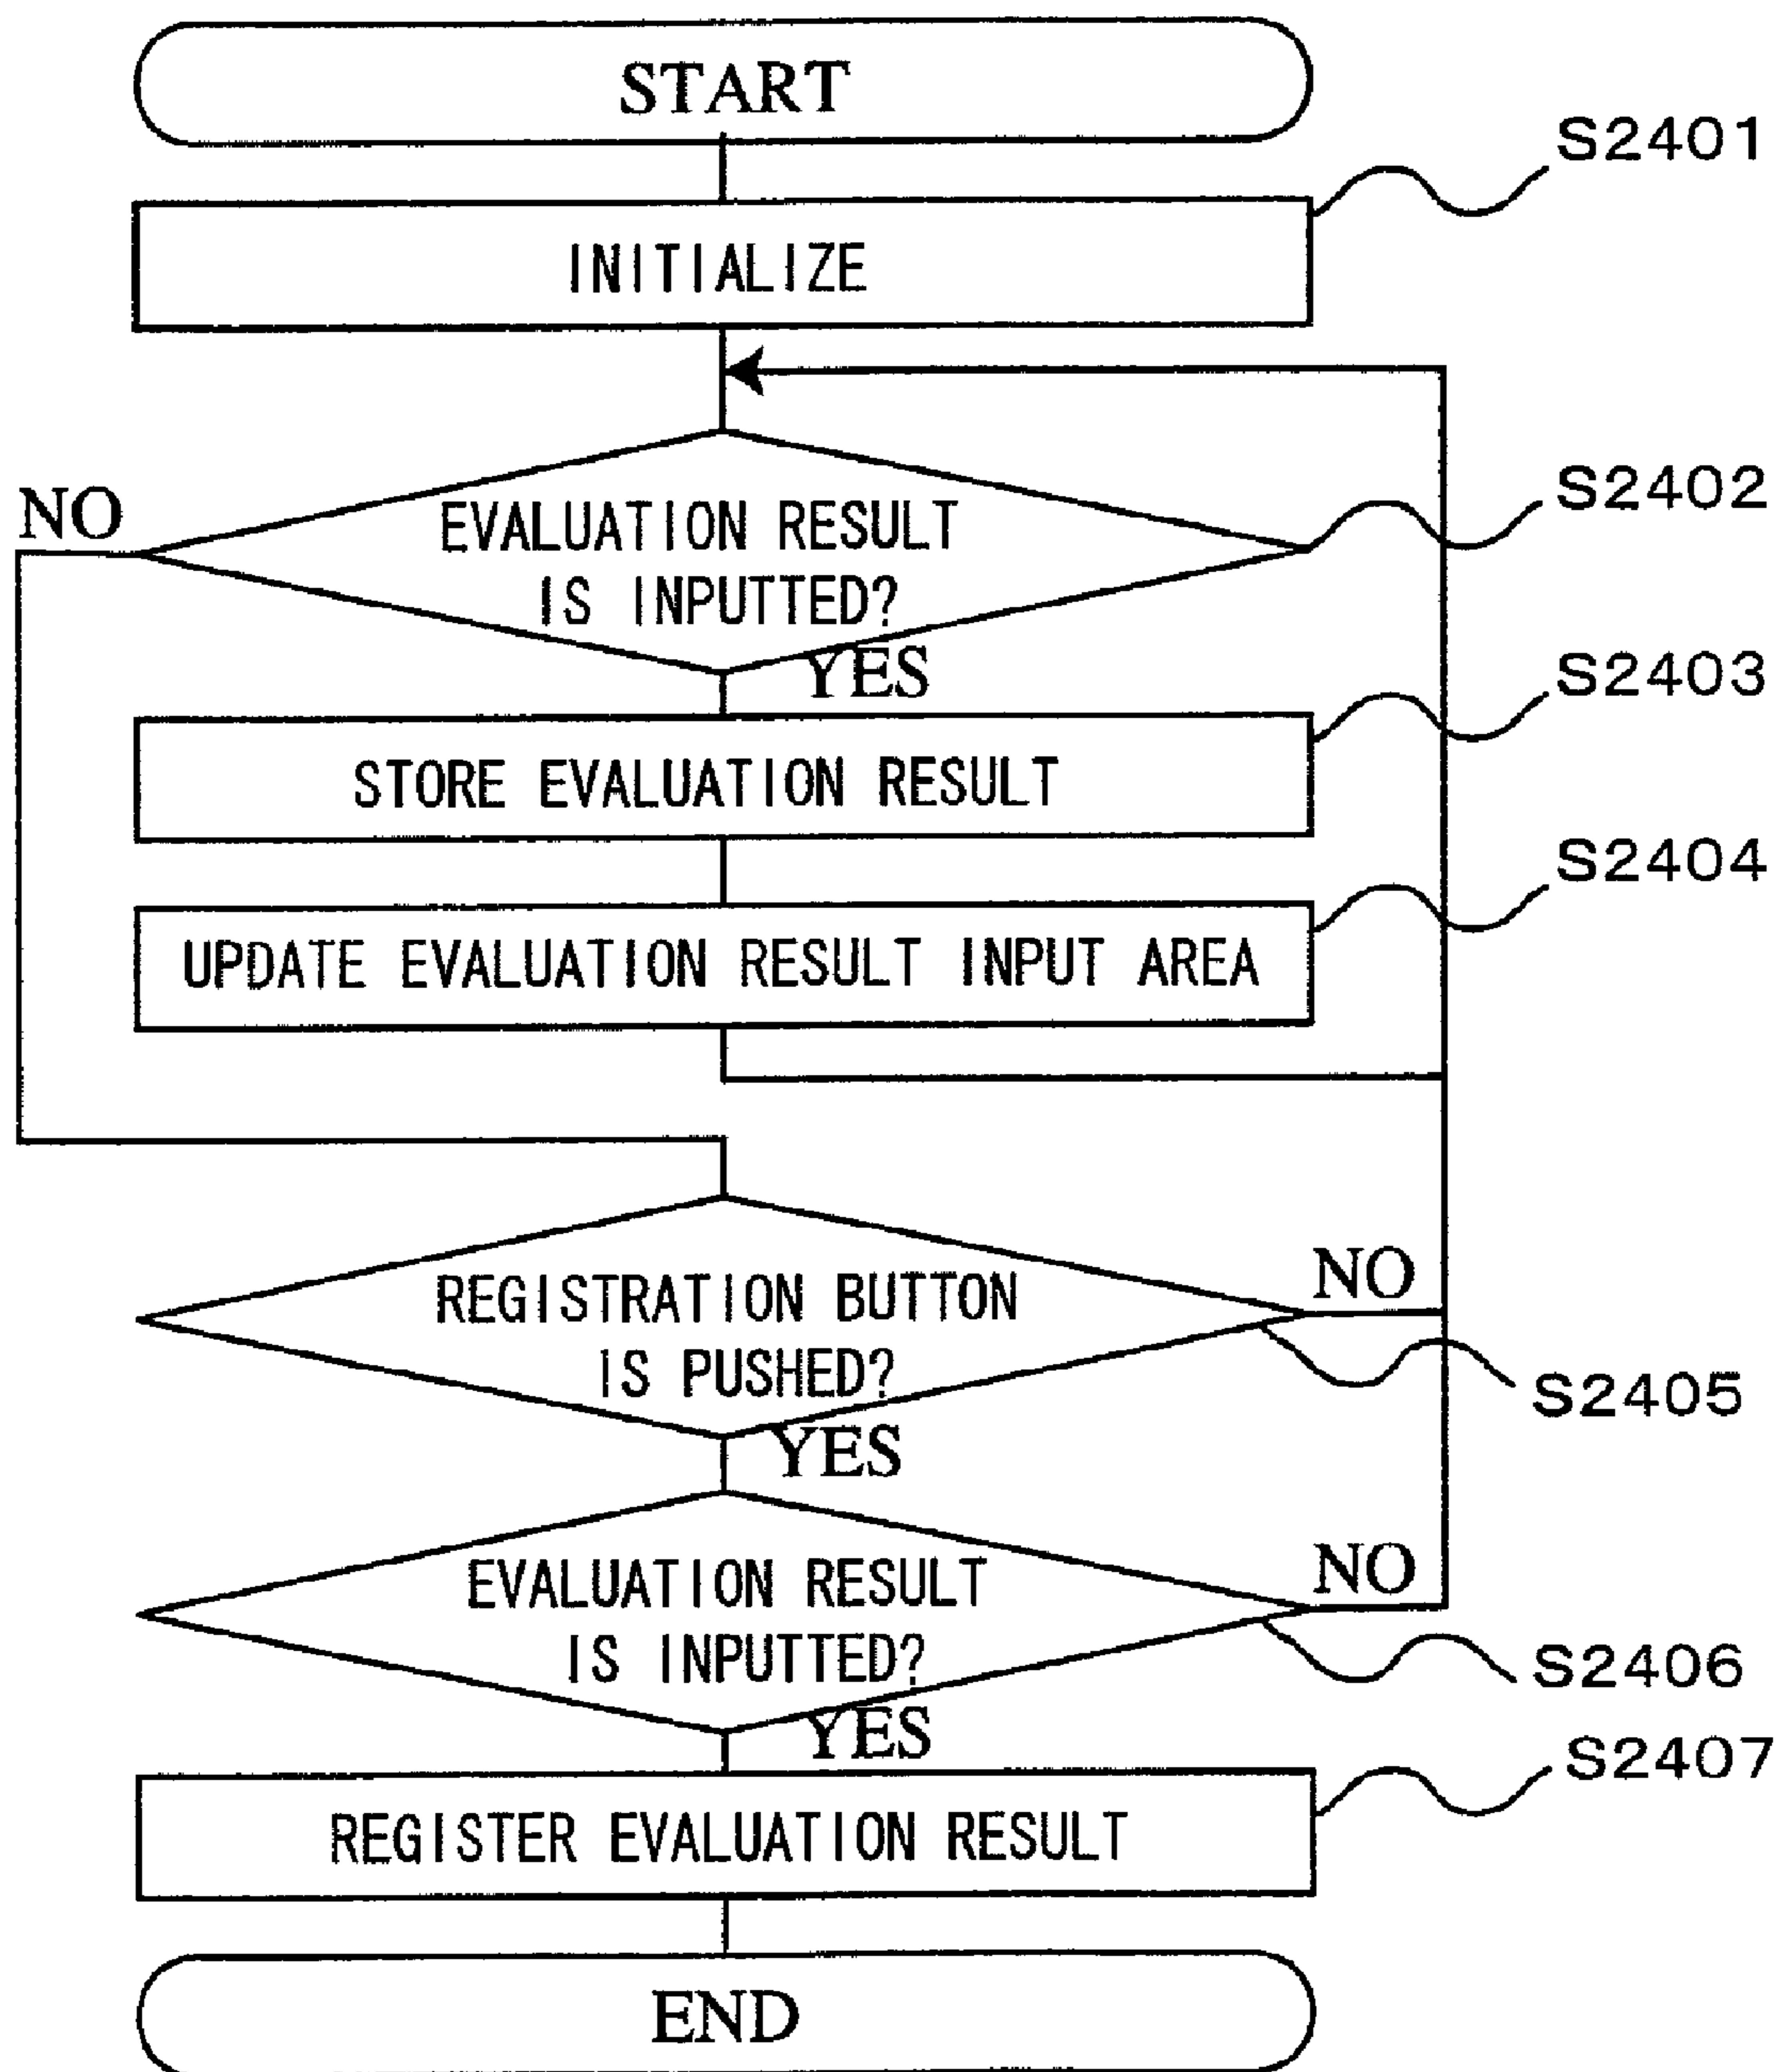 START
S2401
INITIALIZE
NO
EVALUATION RESULT
IS INPUTTED?
S2402
YES
S2403
STORE EVALUATION RESULT
S2404
UPDATE EVALUATION RESULT INPUT AREA
REGISTRATION BUTTON
IS PUSHED?
NO
S2405
YES
EVALUATION RESULT
IS INPUTTED?
NO
S2406
YES
S2407
REGISTER EVALUATION RESULT
END